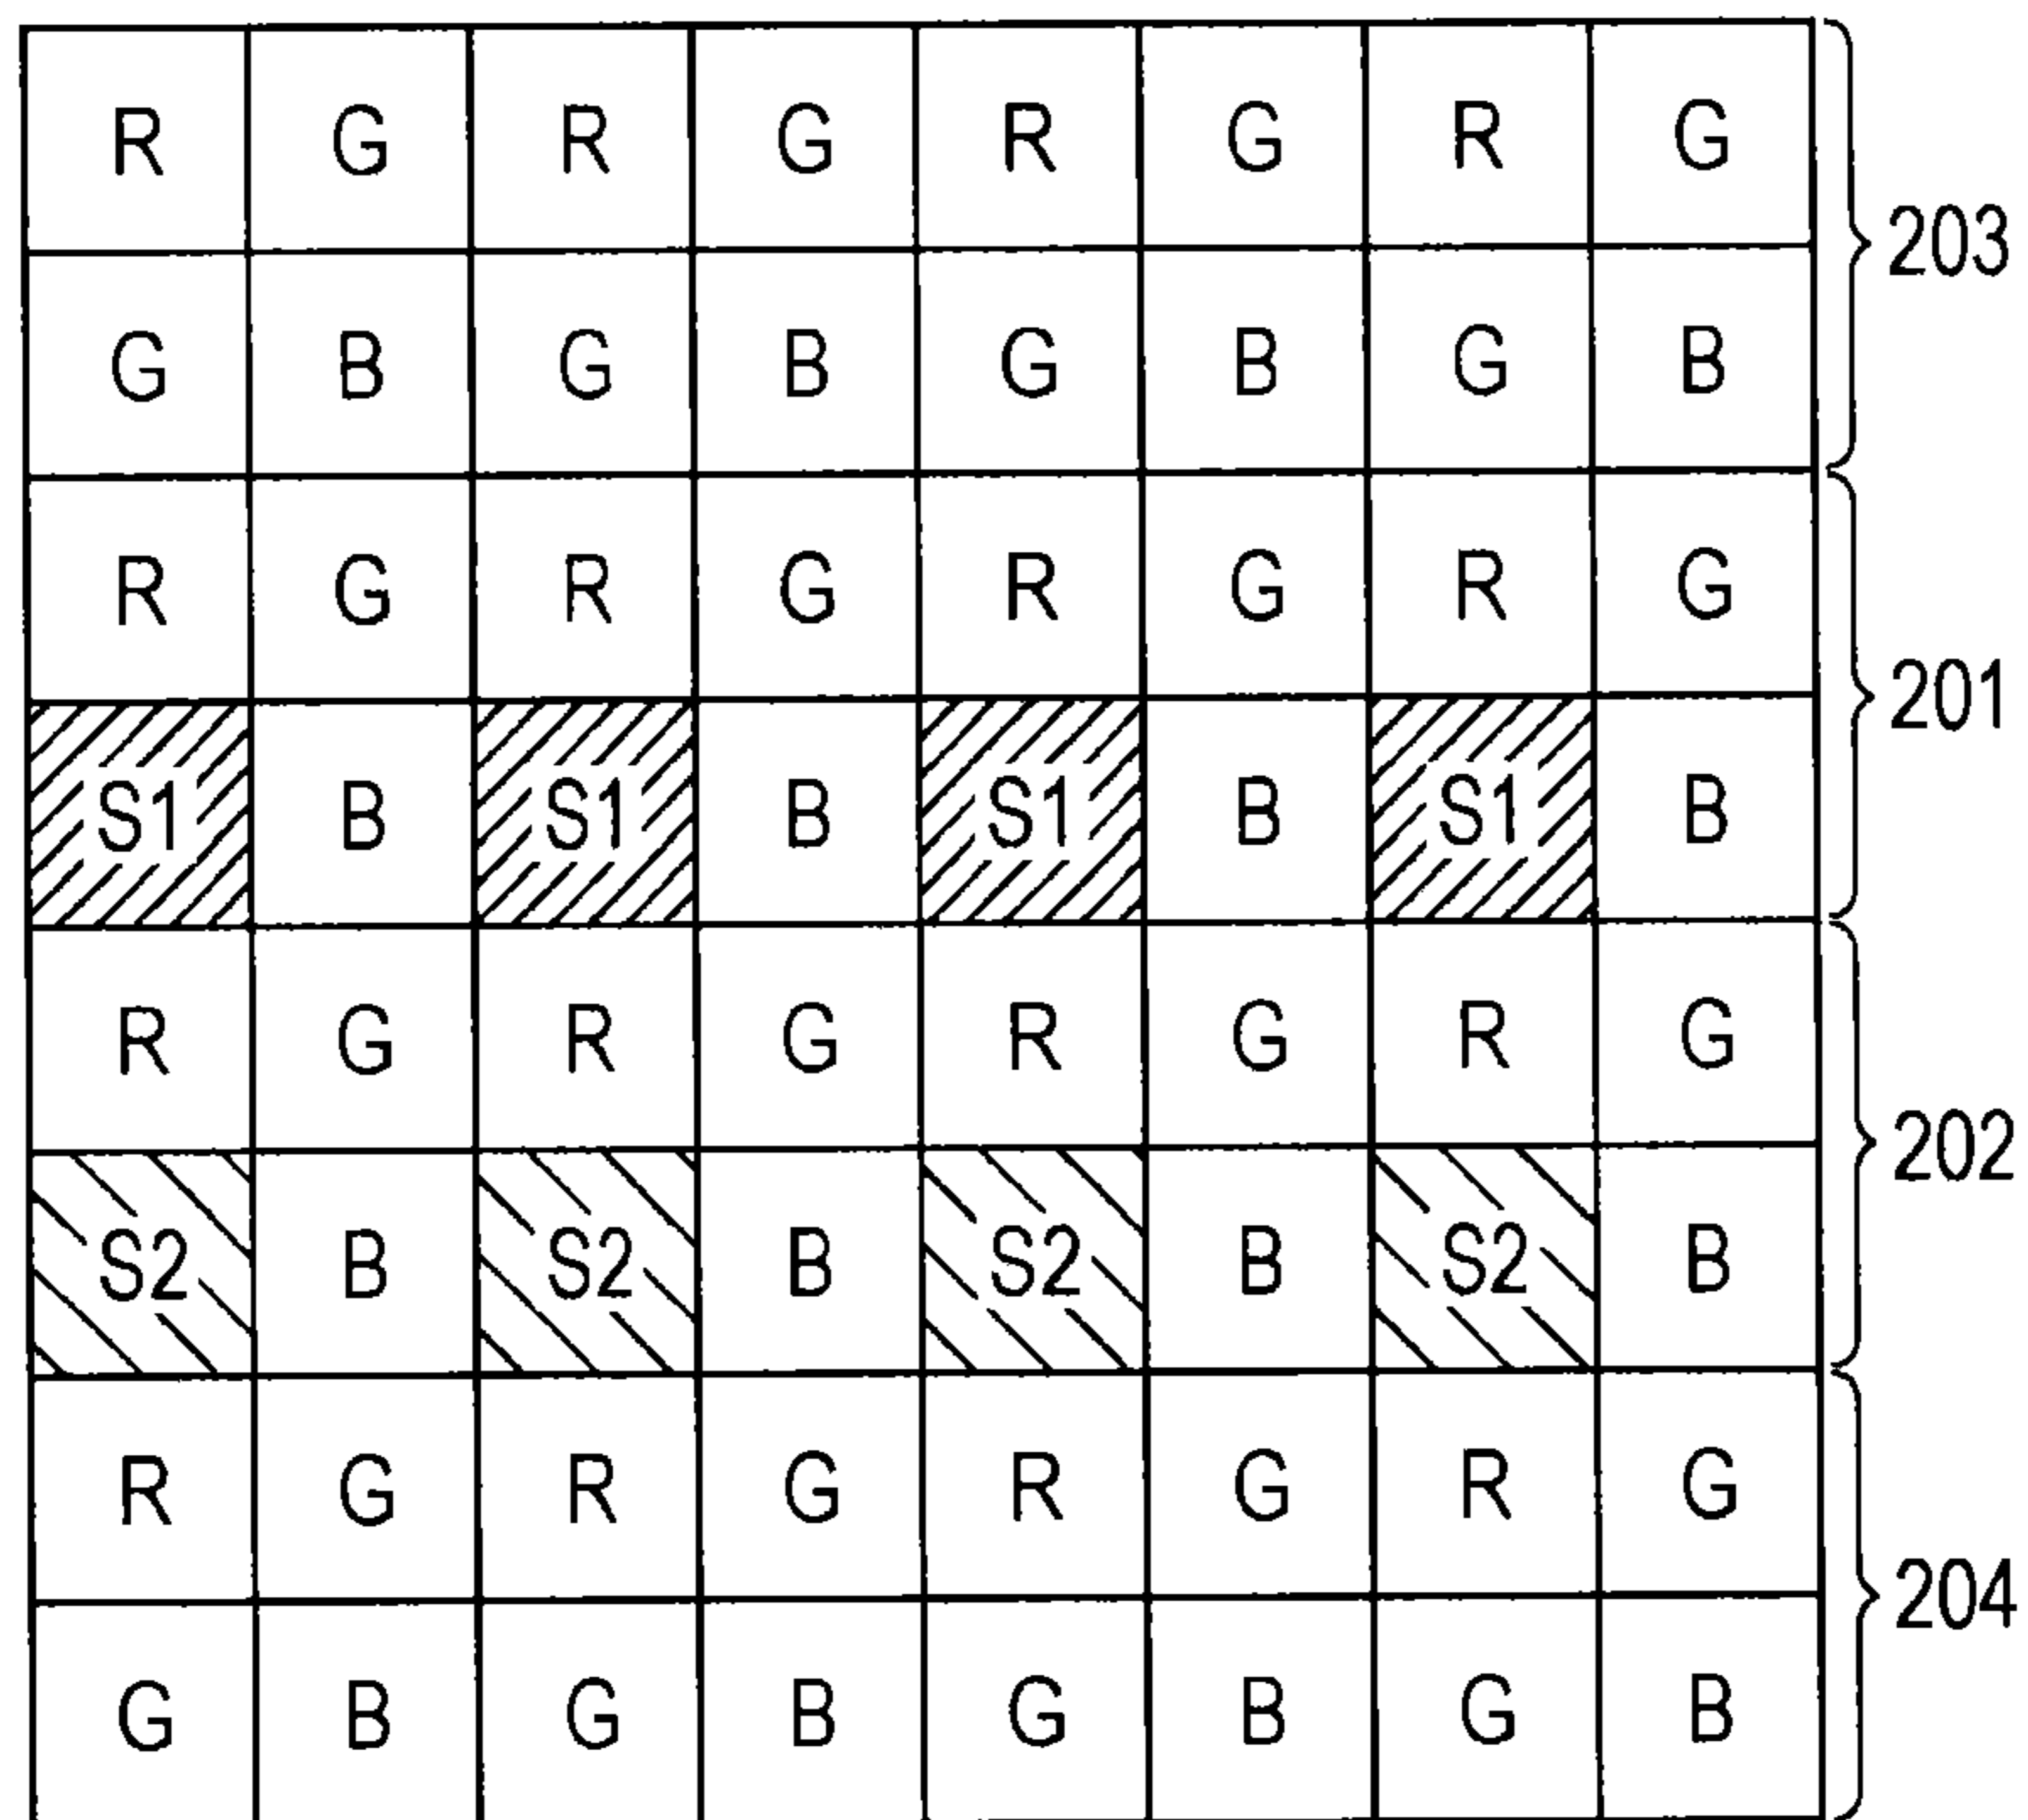 R G R G R G R G
203
G B G B G B G B
R G R G R G R G
201
S1 B S1 B S1 B S1 B
R G R G R G R G
202
S2 B S2 B S2 B S2 B
R G R G R G R G
204
G B G B G B G B